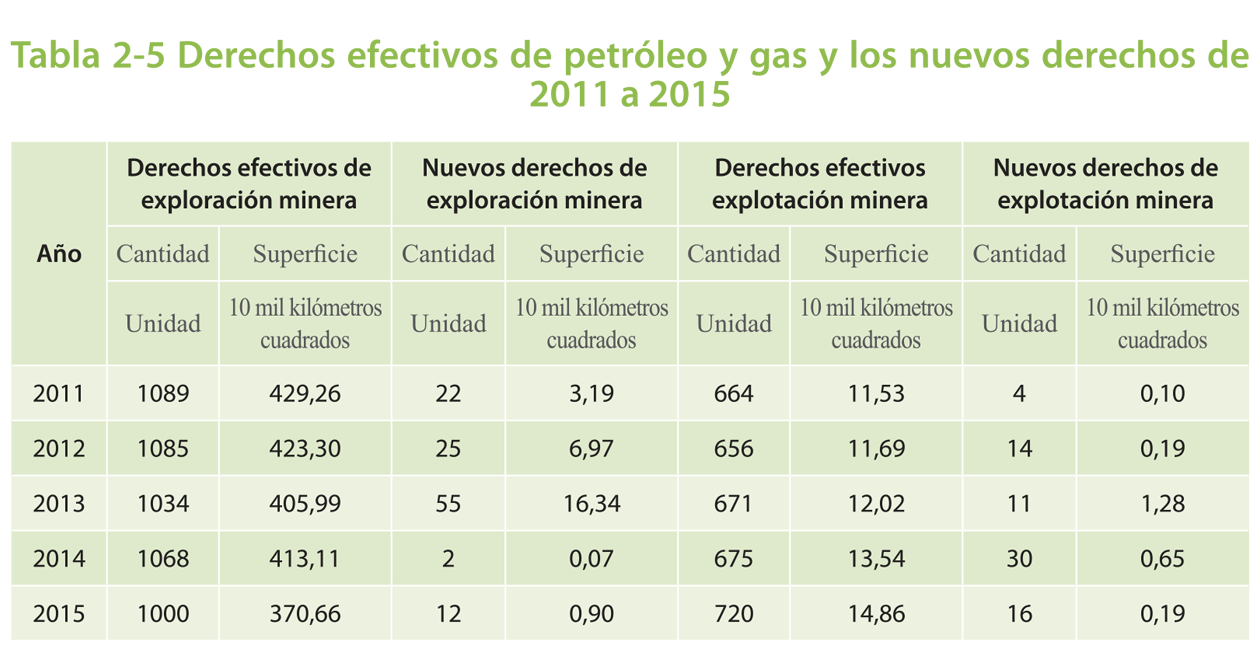 Tabla 2-5 Derechos efectivos de petróleo y gas y los nuevos derechos de
2011 a 2015
Año
Derechos efectivos de
exploración minera
Nuevos derechos de
exploración minera
Derechos efectivos
explotación minera
Nuevos derechos de
explotación minera
Cantidad Superficie Cantidad Superficie Cantidad Superficie Cantidad Superficie
Unidad
10 mil kilómetros
cuadrados
Unidad
10 mil kilómetros
cuadrados
Unidad
10 mil kilómetros
cuadrados
Unidad
10 mil kilómetros
cuadrados
2011 1089 429,26 22 3,19 664 11,53 4 0,10
2012 1085 423,30 25 6,97 656 11,69 14 0,19
2013 1034 405,99 55 16,34 671 12,02 11 1,28
2014 1068 413,11 2 0,07 675 13,54 30 0,65
2015 1000 370,66 12 0,90 720 14,86 16 0,19